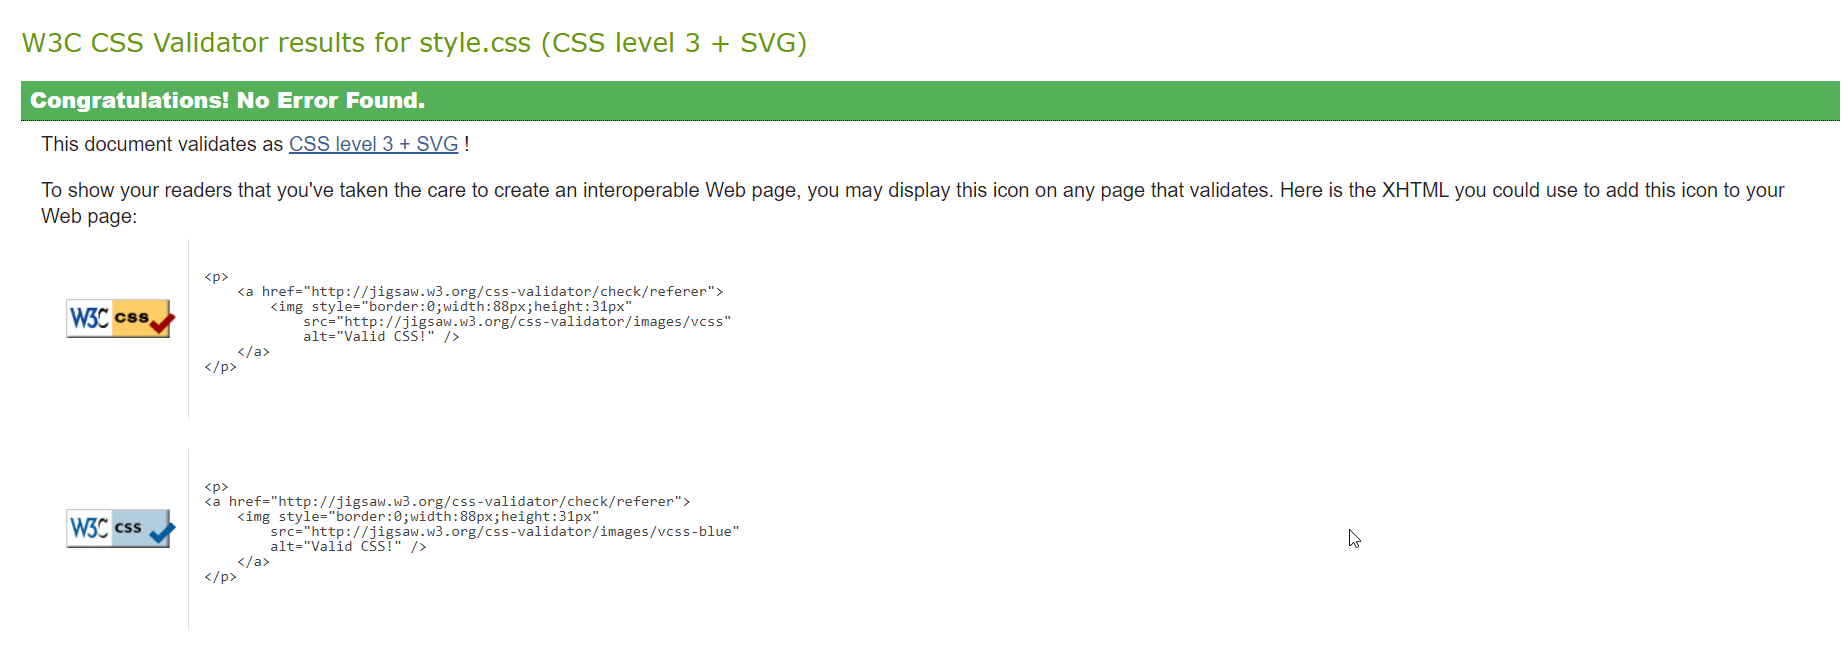 W3C CSS Validator results for style.css (CSS level 3 + SVG)
Congratulations! No Error Found.
This document validates as CSS level 3 + SVG !
To show your readers that you've taken the care to create an interoperable Web page, you may display this icon on any page that validates. Here is the XHTML you could use to add this icon to your
Web page:
W3C css
<p>
<a href="http://jigsaw.w3.org/css-validator/check/referer">
<img style="border:0;width:88px;height:31px"
src="http://jigsaw.w3.org/css-validator/images/vcss"
alt="Valid CSS!" />
</a>
</p>
W3C css
<p>
<a href="http://jigsaw.w3.org/css-validator/check/referer">
<img style="border:0;width:88px;height:31px"
src="http://jigsaw.w3.org/css-validator/images/vcss-blue"
alt="Valid CSS!" />
</a>
</p>